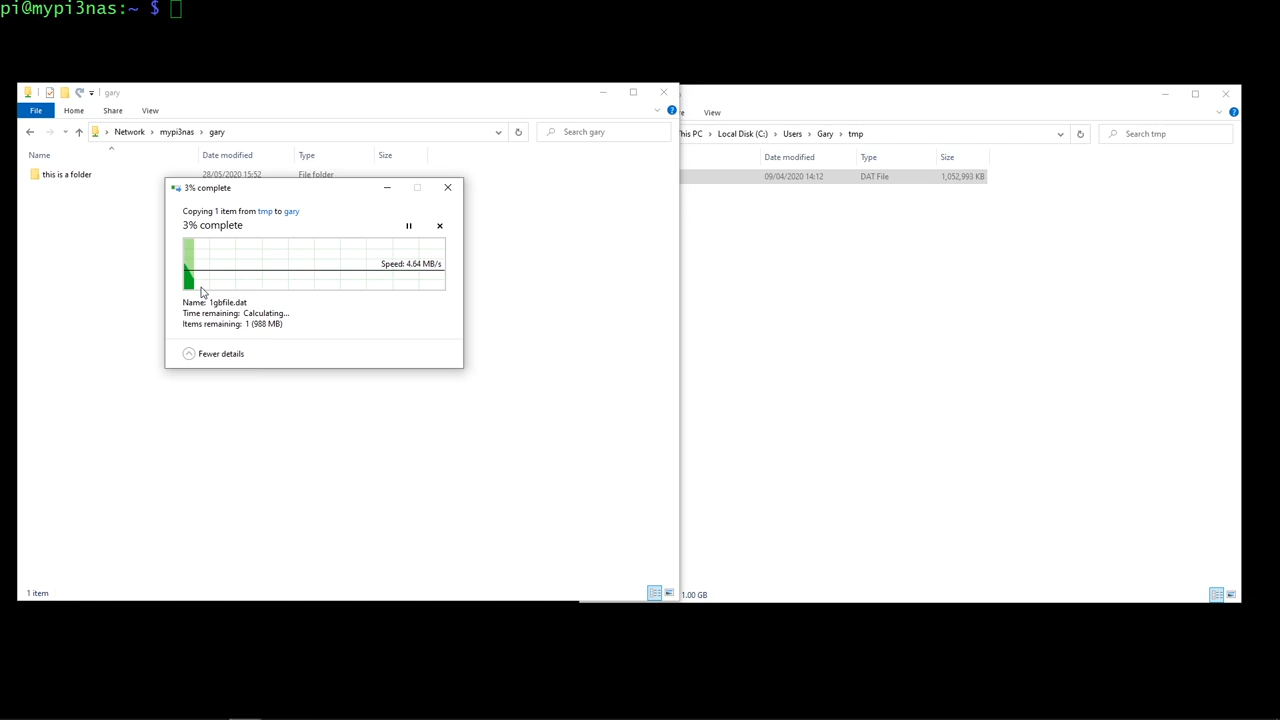 pi@mypi3nas:~ $
gary
File Home Share View
Network mypi3nas gary
Search gary
Name Date modified Type Size
this is a folder 28/05/2020 15:52 File folder
1 item
3% complete
Copying 1 item from tmp to gary
3% complete
Speed: 4.64 MB/s
Name: 1gbfile.dat
Time remaining: Calculating...
Items remaining: 1 (988 MB)
Fewer details
View
This PC Local Disk (C:) Users Gary tmp
Search tmp
Date modified Type Size
09/04/2020 14:12 DAT File 1,052,993 KB
1.00 GB